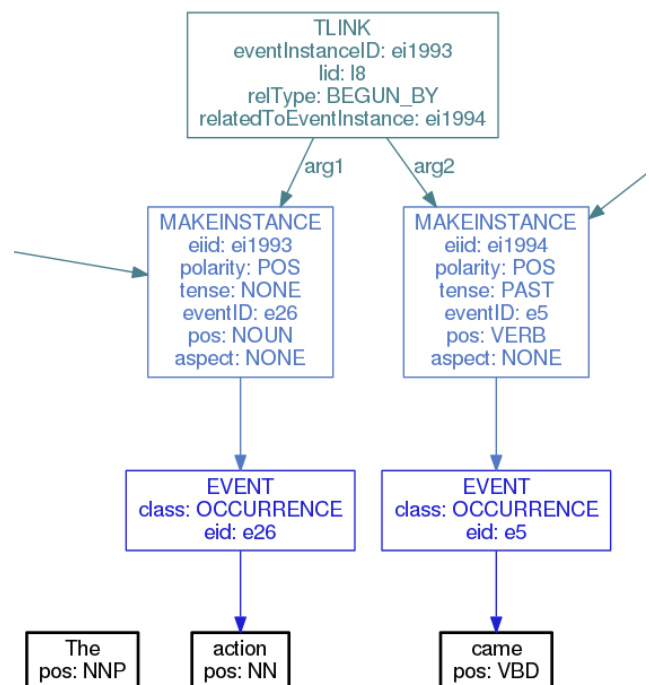 TLINK
eventInstanceID: ei1993
lid: l8
relType: BEGUN_BY
relatedToEventInstance: ei1994
arg1
arg2
MAKEINSTANCE
eiid: ei1993
polarity: POS
tense: NONE
eventID: e26
pos: NOUN
aspect: NONE
MAKEINSTANCE
eiid: ei1994
polarity: POS
tense: PAST
eventID: e5
pos: VERB
aspect: NONE
EVENT
class: OCCURRENCE
eid: e26
EVENT
class: OCCURRENCE
eid: e5
The
pos: NNP
action
pos: NN
came
pos: VBD